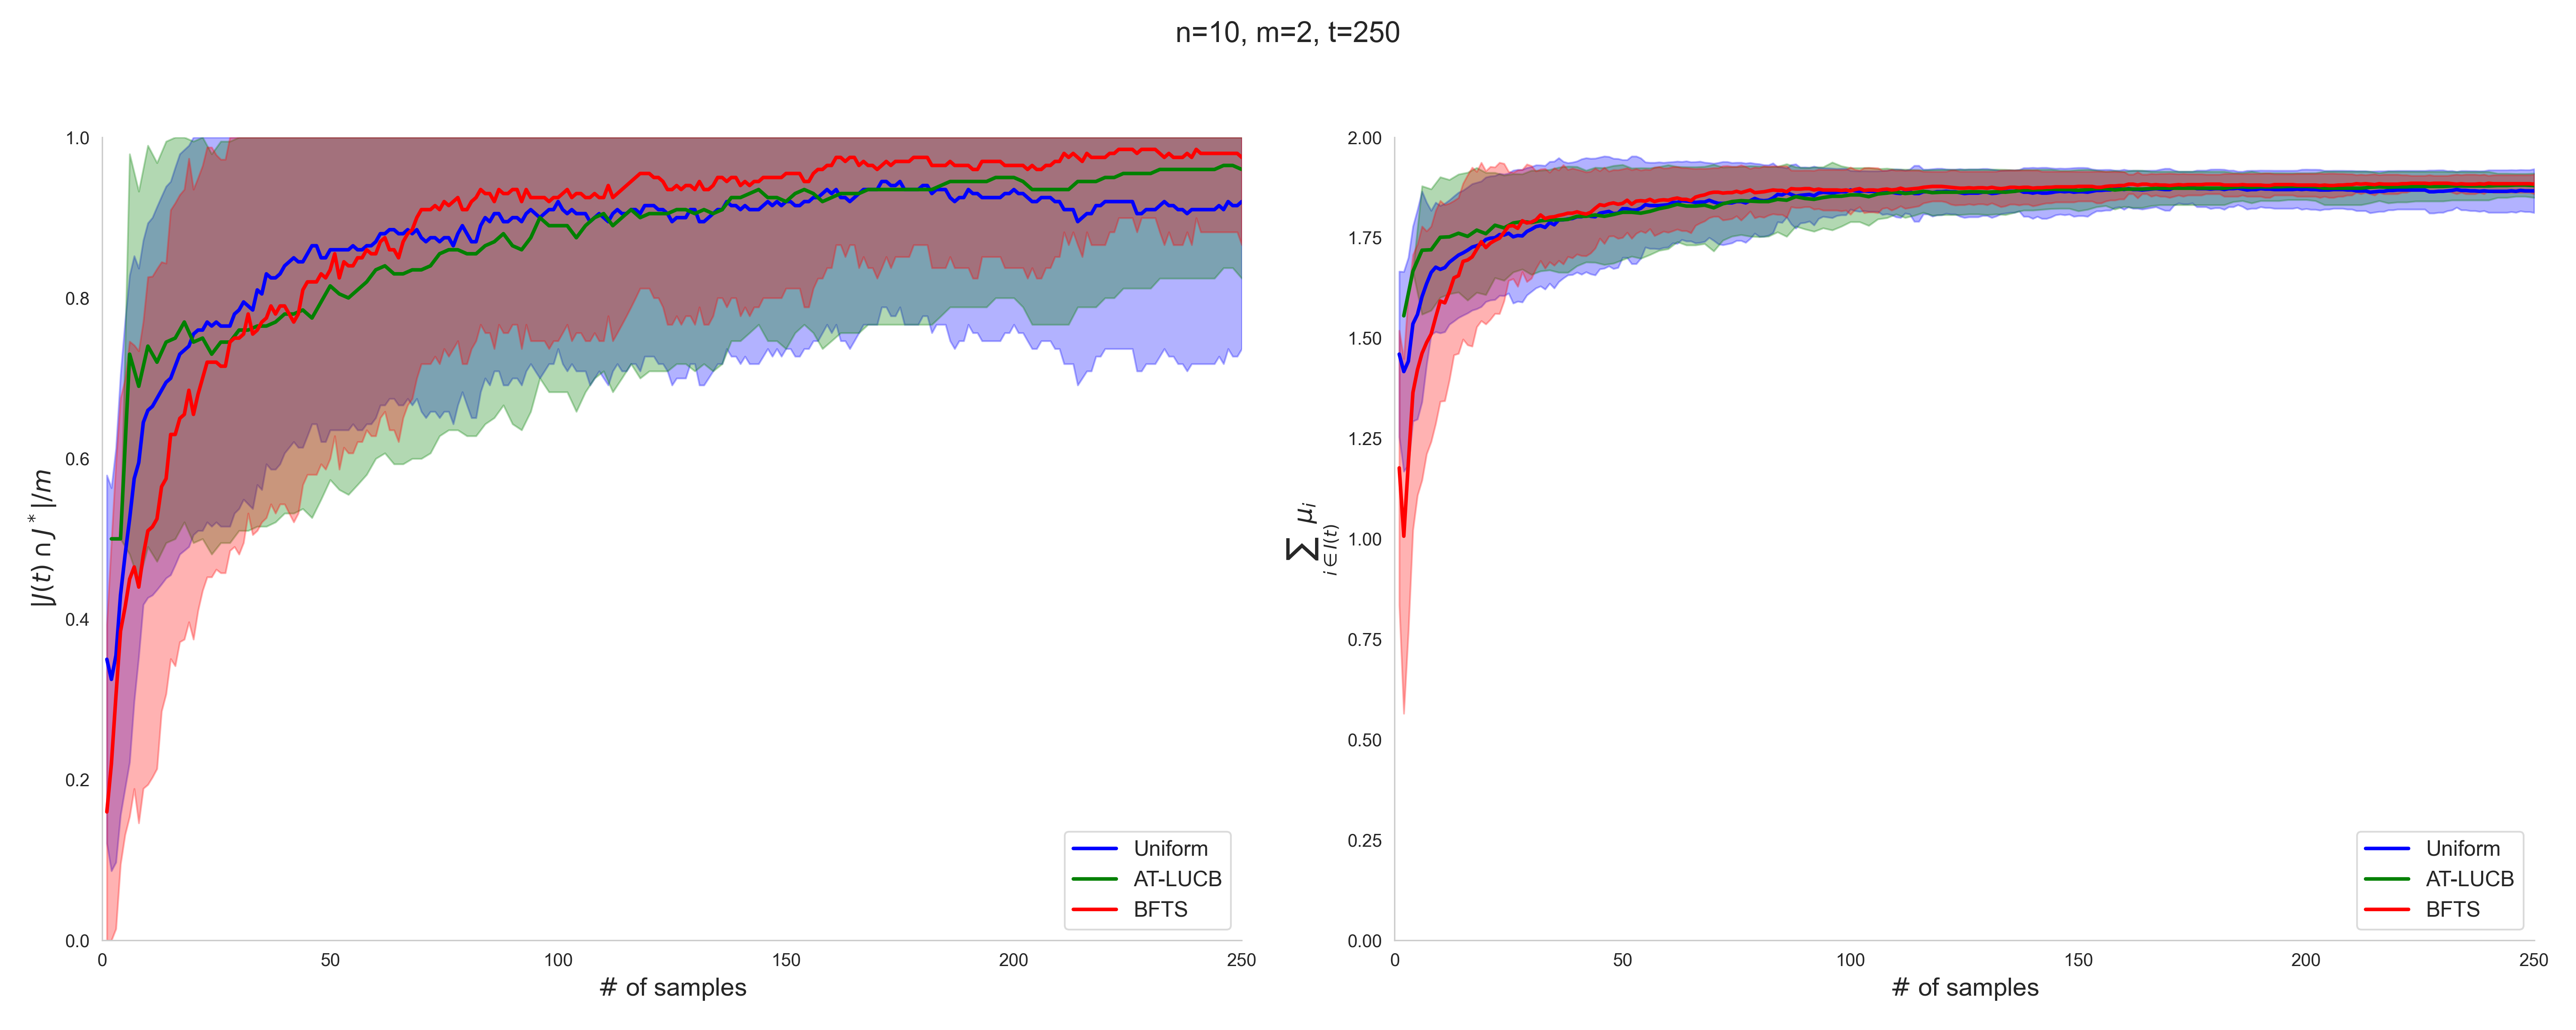 n=10, m=2, t=250
|J(t) ∩ J*|/m
1.0
0.8
0.6
0.4
0.2
0.0
0 50 100 150 200 250
# of samples
Uniform
AT-LUCB
BFTS
∑ μi
i∈I(t)
2.00
1.75
1.50
1.25
1.00
0.75
0.50
0.25
0.00
0 50 100 150 200 250
# of samples
Uniform
AT-LUCB
BFTS